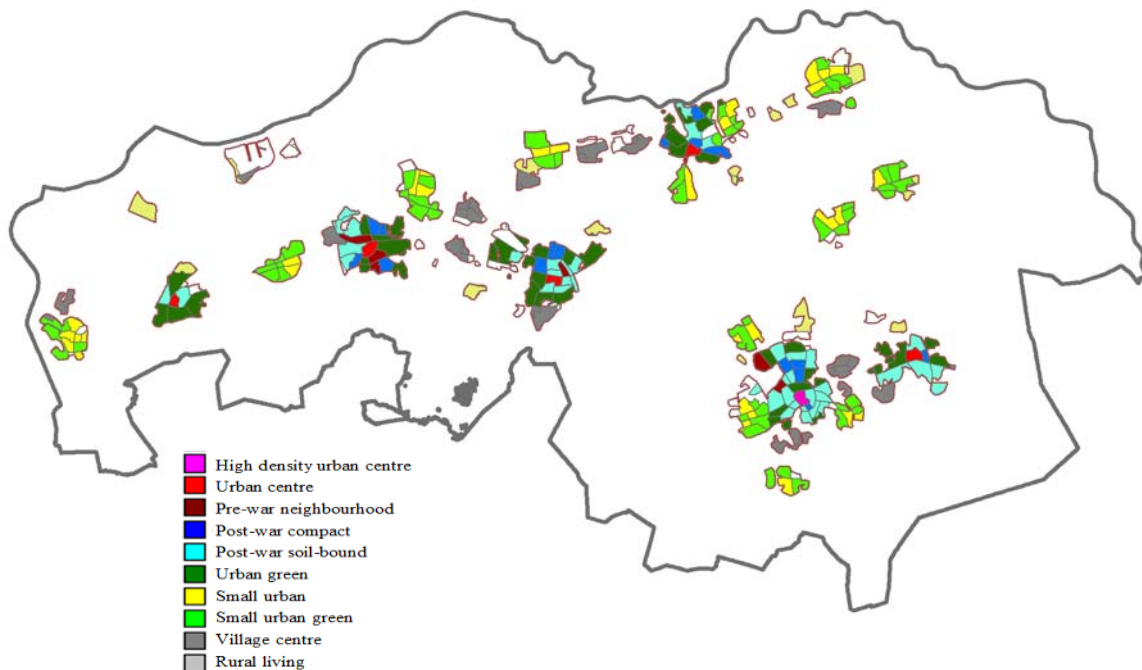 High density urban centre
Urban centre
Pre-war neighbourhood
Post-war compact
Post-war soil-bound
Urban green
Small urban
Small urban green
Village centre
Rural living